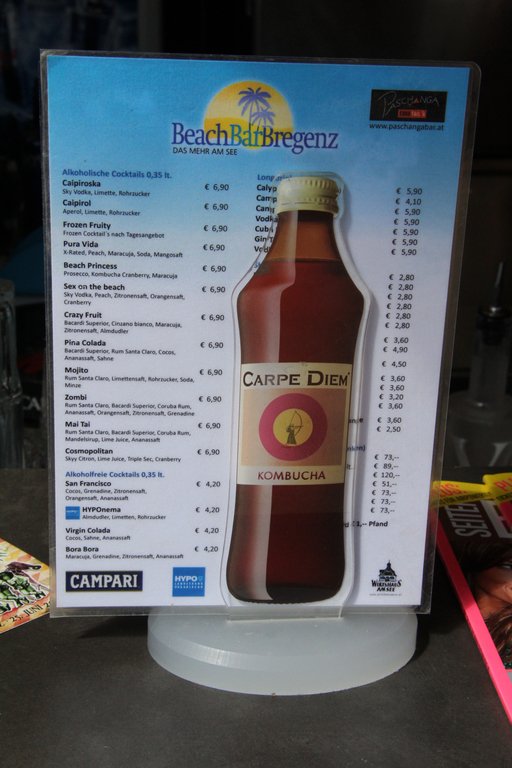 BeachBarBregenz
DAS MEHR AM SEE
PASCHANGA
www.paschangabar.at
Alkoholische Cocktails 0,35 lt.
Caipiroska € 6,90
Sky Vodka, Limette, Rohrzucker
Caipirol € 6,90
Aperol, Limette, Rohrzucker
Frozen Fruity € 6,90
Frozen Cocktail´s nach Tagesangebot
Pura Vida € 6,90
X-Rated, Peach, Maracuja, Soda, Mangosaft
Beach Princess € 6,90
Prosecco, Kombucha Cranberry, Maracuja
Sex on the beach € 6,90
Sky Vodka, Peach, Zitronensaft, Orangensaft,
Cranberry
Crazy Fruit € 6,90
Bacardi Superior, Cinzano bianco, Maracuja,
Zitronensaft, Almdudler
Pina Colada € 6,90
Bacardi Superior, Rum Santa Claro, Cocos,
Ananassaft, Sahne
Mojito € 6,90
Rum Santa Claro, Limettensaft, Rohrzucker, Soda,
Minze
Zombi € 6,90
Rum Santa Claro, Bacardi Superior, Coruba Rum,
Ananassaft, Orangensaft, Zitronensaft, Grenadine
Mai Tai € 6,90
Rum Santa Claro, Bacardi Superior, Coruba Rum,
Mandelsirup, Lime Juice, Ananassaft
Cosmopolitan € 6,90
Skyy Citron, Lime Juice, Triple Sec, Cranberry
Alkoholfreie Cocktails 0,35 lt.
San Francisco € 4,20
Cocos, Grenadine, Zitronensaft,
Orangensaft, Ananassaft
HYPOnema € 4,20
Almdudler, Limetten, Rohrzucker
Virgin Colada € 4,20
Cocos, Sahne, Ananassaft
Bora Bora € 4,20
Maracuja, Grenadine, Zitronensaft, Ananassaft
CAMPARI
HYPO
€ 5,90
€ 4,10
€ 5,90
€ 5,90
€ 5,90
€ 5,90
€ 5,90
€ 2,80
€ 2,80
€ 2,80
€ 2,80
€ 2,80
€ 3,60
€ 4,90
€ 4,50
€ 3,60
€ 3,60
€ 3,20
€ 3,60
€ 3,60
€ 2,50
€ 73,--
€ 89,--
€ 120,--
€ 51,--
€ 73,--
€ 73,--
€ 73,--
1,-- Pfand
WIRTSHAUS
AM SEE
CARPE DIEM
KOMBUCHA
25. JUNI